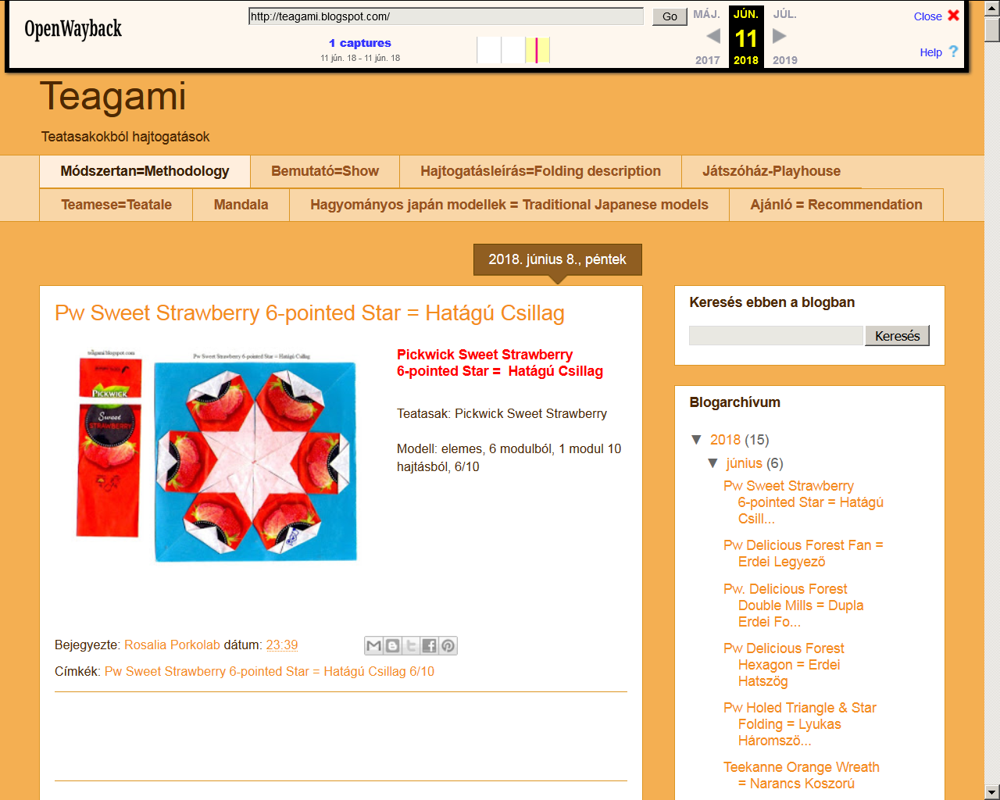 OpenWayback
http://teagami.blogspot.com/
Go
MÁJ. JÚN. JÚL.
Close
1 captures
11
Help
11 jún. 18 - 11 jún. 18
2017 2018 2019
Teagami
Teatasakokból hajtogatások
Módszertan=Methodology
Bemutató=Show
Hajtogatásleírás=Folding description
Játszóház-Playhouse
Teamese=Teatale
Mandala
Hagyományos japán modellek = Traditional Japanese models
Ajánló = Recommendation
2018. június 8., péntek
Pw Sweet Strawberry 6-pointed Star = Hatágú Csillag
teagami.blogspot.com
Pw Sweet Strawberry 6-pointed Star = Hatágú Csillag
PICKWICK
Sweet
STRAWBERRY
Pickwick Sweet Strawberry
6-pointed Star = Hatágú Csillag
Teatasak: Pickwick Sweet Strawberry
Modell: elemes, 6 modulból, 1 modul 10
hajtásból, 6/10
Bejegyezte: Rosalia Porkolab dátum: 23:39
Címkék: Pw Sweet Strawberry 6-pointed Star = Hatágú Csillag 6/10
Keresés ebben a blogban
Keresés
Blogarchívum
▼ 2018 (15)
▼ június (6)
Pw Sweet Strawberry
6-pointed Star = Hatágú
Csill...
Pw Delicious Forest Fan =
Erdei Legyező
Pw. Delicious Forest
Double Mills = Dupla
Erdei Fo...
Pw Delicious Forest
Hexagon = Erdei
Hatszög
Pw Holed Triangle & Star
Folding = Lyukas
Háromszö...
Teekanne Orange Wreath
= Narancs Koszorú